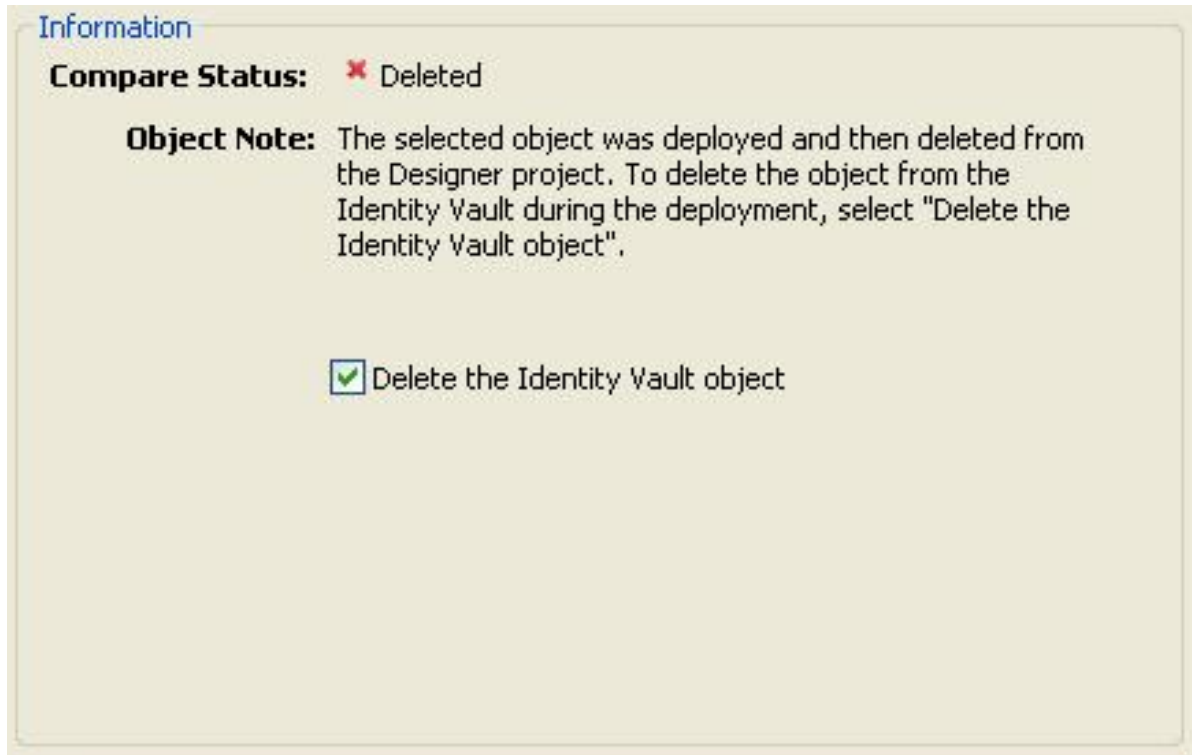 Information
Compare Status: Deleted
Object Note: The selected object was deployed and then deleted from
the Designer project. To delete the object from the
Identity Vault during the deployment, select "Delete the
Identity Vault object".
Delete the Identity Vault object